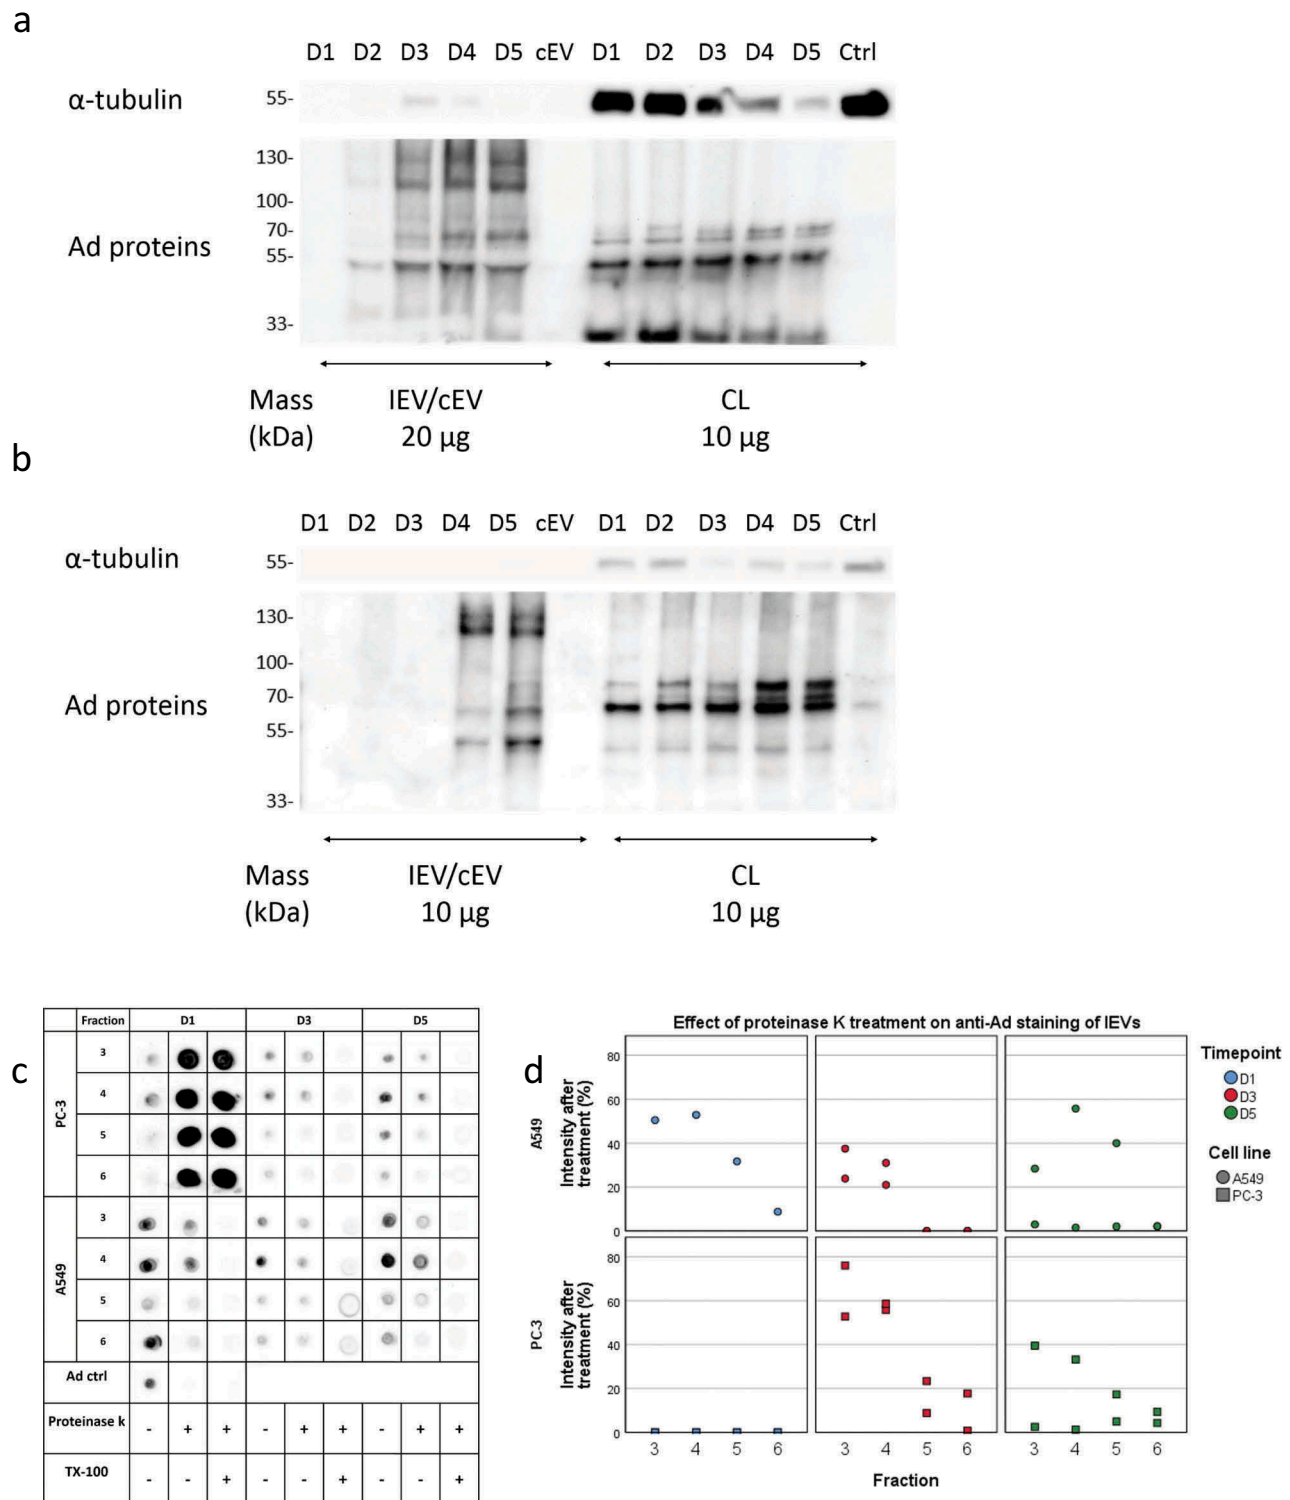 a
D1 D2 D3 D4 D5 cEV D1 D2 D3 D4 D5 Ctrl
α-tubulin 55-
130-
100-
70-
Ad proteins
55-
33-
Mass (kDa)
IEV/cEV 20 µg
CL 10 µg
b
D1 D2 D3 D4 D5 cEV D1 D2 D3 D4 D5 Ctrl
α-tubulin 55-
130-
100-
70-
Ad proteins
55-
33-
Mass (kDa)
IEV/cEV 10 µg
CL 10 µg
c
Fraction D1 D3 D5
PC-3
3
4
5
6
A549
3
4
5
6
Ad ctrl
Proteinase k - + + - + + - + +
TX-100 - - + - - + - - +
d
Effect of proteinase K treatment on anti-Ad staining of IEVs
A549
Intensity after treatment (%)
80
60
40
20
0
PC-3
Intensity after treatment (%)
80
60
40
20
0
3 4 5 6 3 4 5 6 3 4 5 6
Fraction
Timepoint
D1
D3
D5
Cell line
A549
PC-3